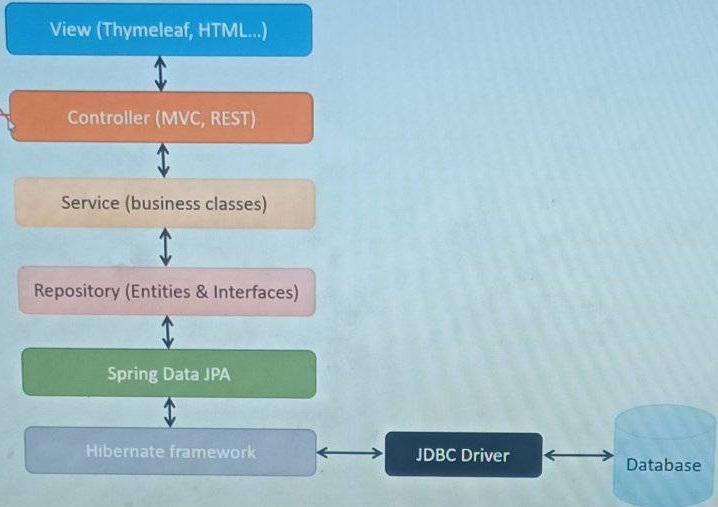 View (Thymeleaf, HTML...)
Controller (MVC, REST)
Service (business classes)
Repository (Entities & Interfaces)
Spring Data JPA
Hibernate framework
JDBC Driver
Database